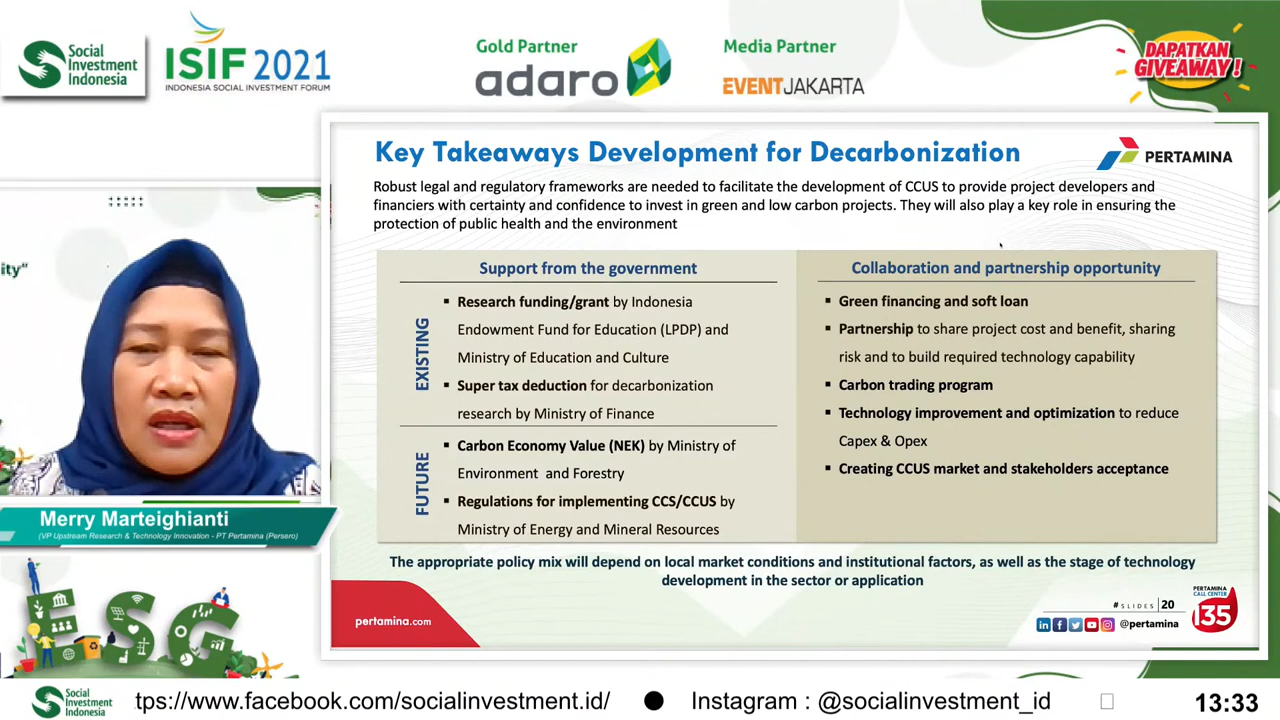 Social
Investment
Indonesia
ISIF 2021
INDONESIA SOCIAL INVESTMENT FORUM
Gold Partner
adaro
Media Partner
EVENTJAKARTA
DAPATKAN
GIVEAWAY !
Key Takeaways Development for Decarbonization
PERTAMINA
Robust legal and regulatory frameworks are needed to facilitate the development of CCUS to provide project developers and
financiers with certainty and confidence to invest in green and low carbon projects. They will also play a key role in ensuring the
protection of public health and the environment
Support from the government
EXISTING
▪ Research funding/grant by Indonesia
Endowment Fund for Education (LPDP) and
Ministry of Education and Culture
▪ Super tax deduction for decarbonization
research by Ministry of Finance
FUTURE
▪ Carbon Economy Value (NEK) by Ministry of
Environment and Forestry
▪ Regulations for implementing CCS/CCUS by
Ministry of Energy and Mineral Resources
Collaboration and partnership opportunity
▪ Green financing and soft loan
▪ Partnership to share project cost and benefit, sharing
risk and to build required technology capability
▪ Carbon trading program
▪ Technology improvement and optimization to reduce
Capex & Opex
▪ Creating CCUS market and stakeholders acceptance
The appropriate policy mix will depend on local market conditions and institutional factors, as well as the stage of technology
development in the sector or application
pertamina.com
#SLIDES 20
@pertamina
PERTAMINA
CALL CENTER
135
ity"
Merry Marteighianti
(VP Upstream Research & Technology Innovation - PT Pertamina (Persero)
ESG
Social
Investment
Indonesia
tps://www.facebook.com/socialinvestment.id/ ● Instagram : @socialinvestment_id
13:33